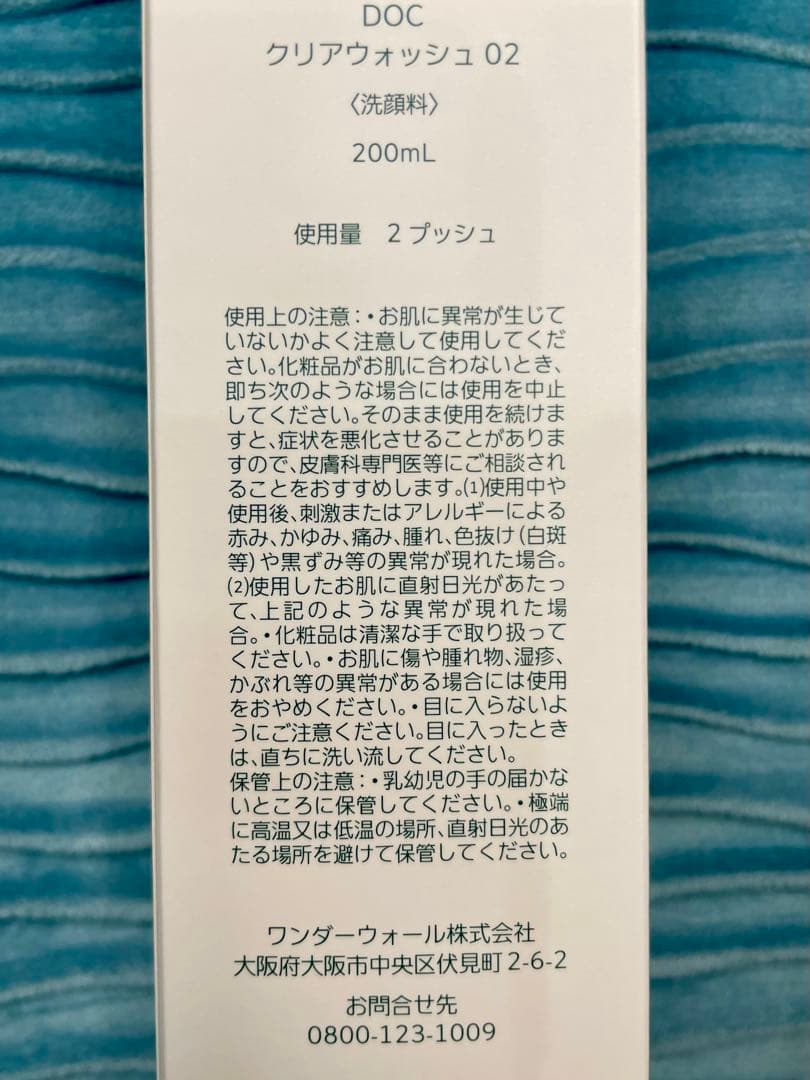 DOC
クリアウォッシュ 02
〈洗顔料〉
200mL
使用量　2 プッシュ
使用上の注意：・お肌に異常が生じて
いないかよく注意して使用してくだ
さい。化粧品がお肌に合わないとき、
即ち次のような場合には使用を中止
してください。そのまま使用を続けま
すと、症状を悪化させることがありま
すので、皮膚科専門医等にご相談され
ることをおすすめします。(1)使用中や
使用後、刺激またはアレルギーによる
赤み、かゆみ、痛み、腫れ、色抜け(白斑
等)や黒ずみ等の異常が現れた場合。
(2)使用したお肌に直射日光があたっ
て、上記のような異常が現れた場
合。・化粧品は清潔な手で取り扱って
ください。・お肌に傷や腫れ物、湿疹、
かぶれ等の異常がある場合には使用
をおやめください。・目に入らないよ
うにご注意ください。目に入ったとき
は、直ちに洗い流してください。
保管上の注意：・乳幼児の手の届かな
いところに保管してください。・極端
に高温又は低温の場所、直射日光のあ
たる場所を避けて保管してください。
ワンダーウォール株式会社
大阪府大阪市中央区伏見町 2-6-2
お問合せ先
0800-123-1009